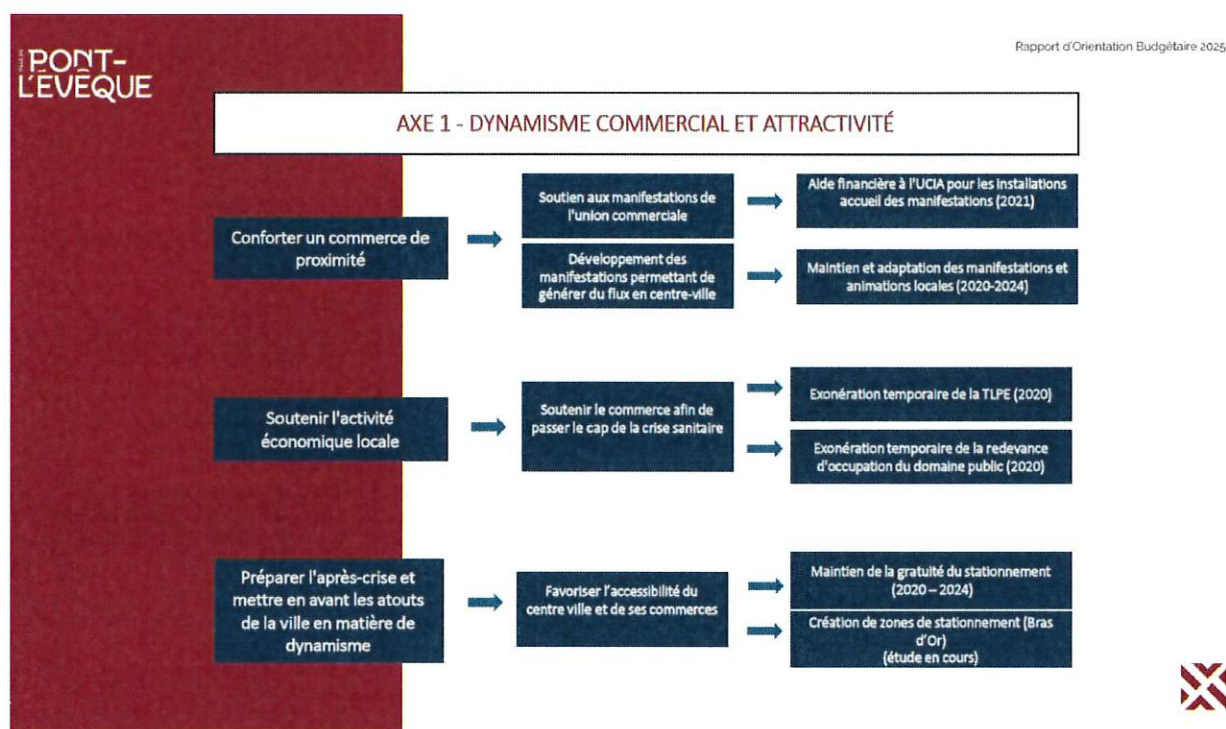 PONT-
L'ÉVÊQUE
Rapport d'Orientation Budgétaire 2025
AXE 1 - DYNAMISME COMMERCIAL ET ATTRACTIVITÉ
Conforter un commerce de
proximité
Soutien aux manifestations de
l'union commerciale
Aide financière à l'UCIA pour les installations
accueil des manifestations (2021)
Développement des
manifestations permettant de
générer du flux en centre-ville
Maintien et adaptation des manifestations et
animations locales (2020-2024)
Soutenir l'activité
économique locale
Soutenir le commerce afin de
passer le cap de la crise sanitaire
Exonération temporaire de la TLPE (2020)
Exonération temporaire de la redevance
d'occupation du domaine public (2020)
Préparer l'après-crise et
mettre en avant les atouts
de la ville en matière de
dynamisme
Favoriser l'accessibilité du
centre ville et de ses commerces
Maintien de la gratuité du stationnement
(2020 – 2024)
Création de zones de stationnement (Bras
d'Or)
(étude en cours)